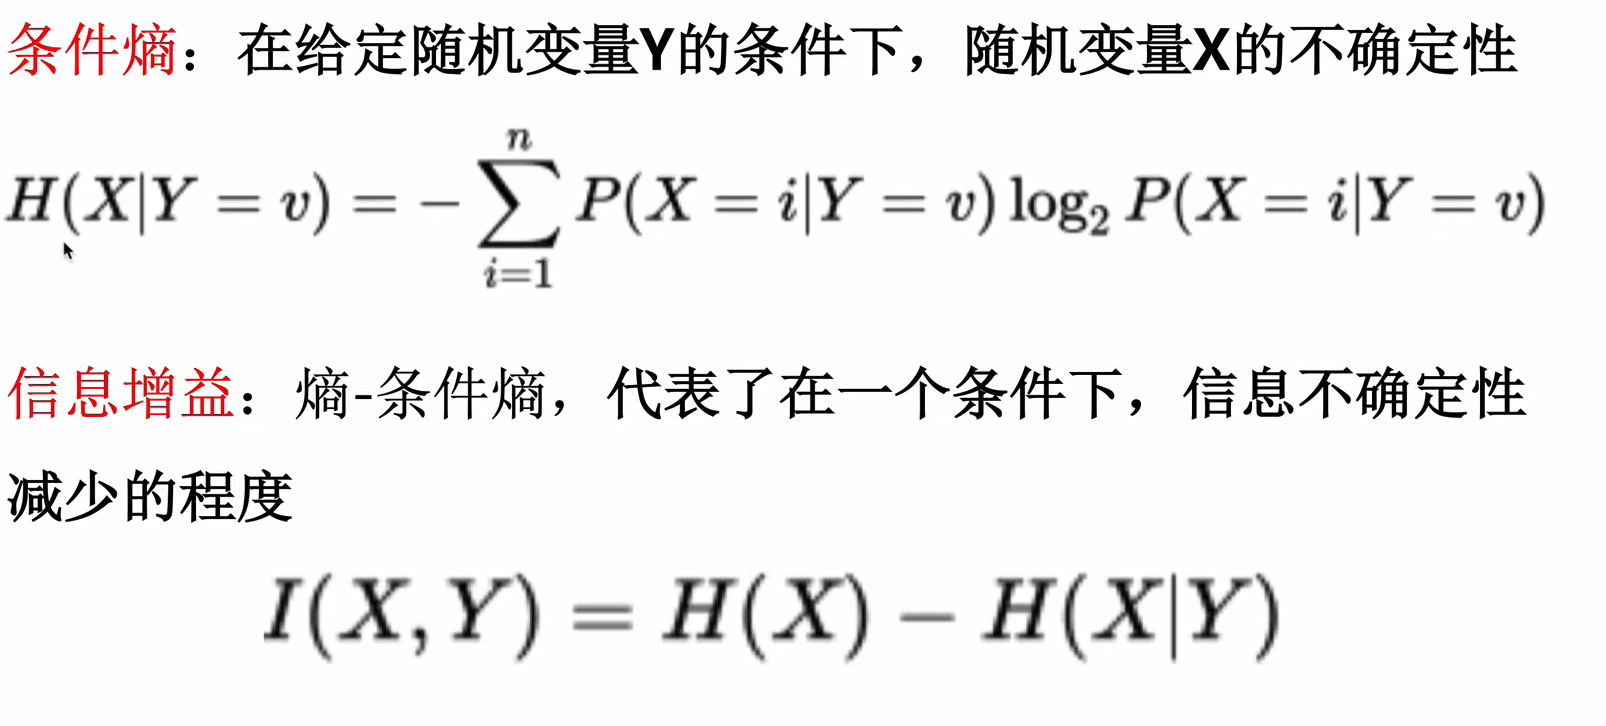 条件熵：在给定随机变量Y的条件下，随机变量X的不确定性
H(X|Y = v) = − ∑_{i=1}^{n} P(X = i|Y = v) log₂ P(X = i|Y = v)
信息增益：熵-条件熵，代表了在一个条件下，信息不确定性
减少的程度
I(X, Y) = H(X) − H(X|Y)